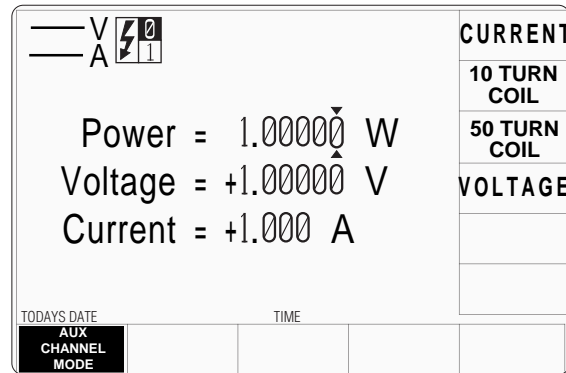 V
A
0
1
Power = 1.00000 W
Voltage = +1.00000 V
Current = +1.000 A
CURRENT
10 TURN
COIL
50 TURN
COIL
VOLTAGE
TODAYS DATE
TIME
AUX
CHANNEL
MODE